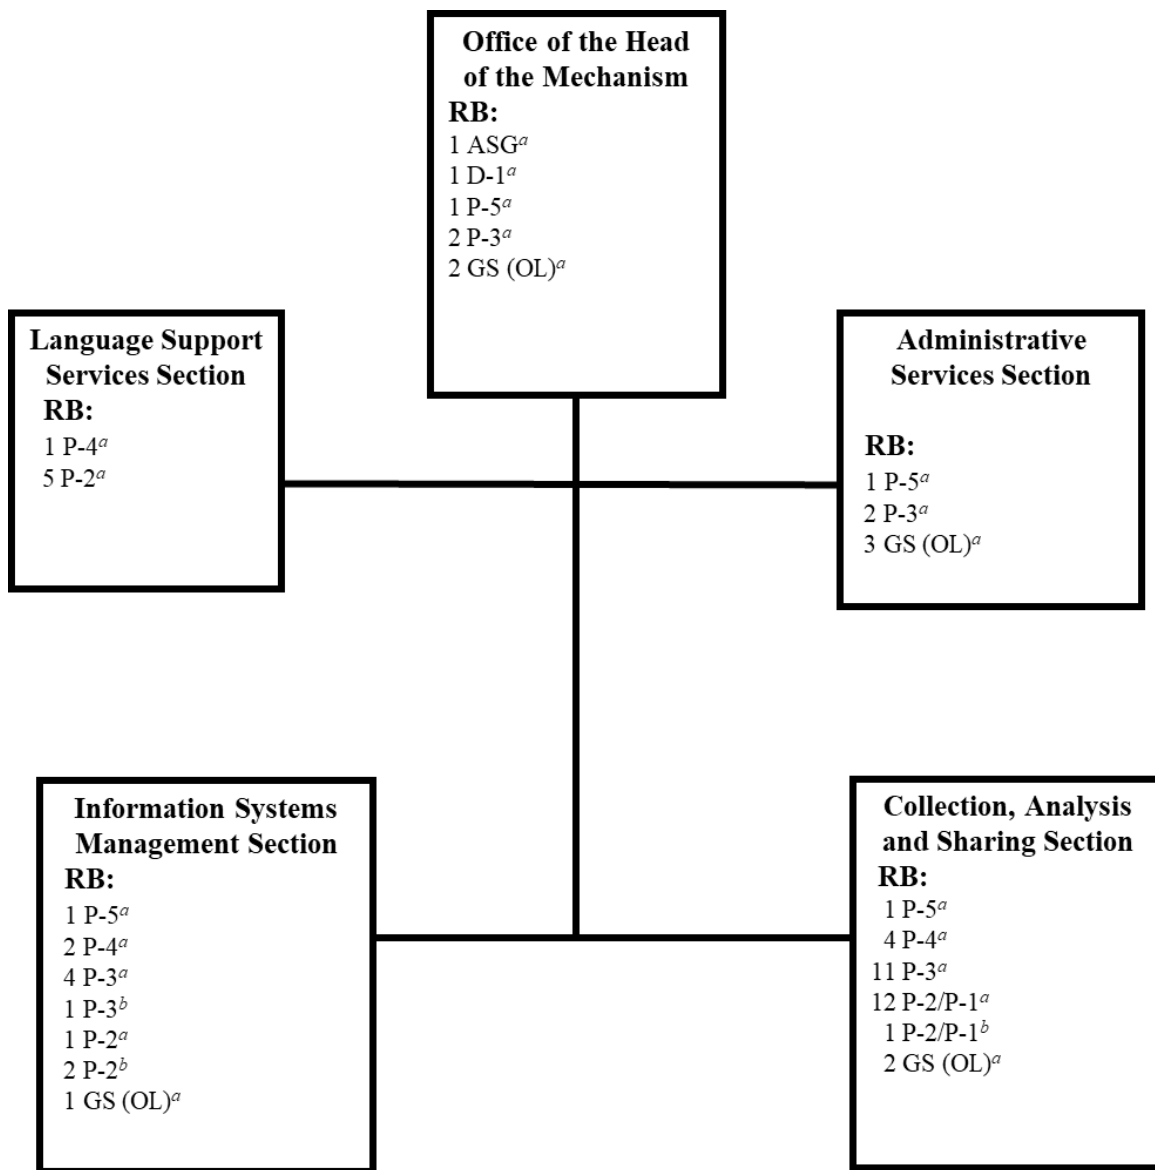 Office of the Head
of the Mechanism
RB:
1 ASGᵃ
1 D-1ᵃ
1 P-5ᵃ
2 P-3ᵃ
2 GS (OL)ᵃ
Language Support
Services Section
RB:
1 P-4ᵃ
5 P-2ᵃ
Administrative
Services Section
RB:
1 P-5ᵃ
2 P-3ᵃ
3 GS (OL)ᵃ
Information Systems
Management Section
RB:
1 P-5ᵃ
2 P-4ᵃ
4 P-3ᵃ
1 P-3ᵇ
1 P-2ᵃ
2 P-2ᵇ
1 GS (OL)ᵃ
Collection, Analysis
and Sharing Section
RB:
1 P-5ᵃ
4 P-4ᵃ
11 P-3ᵃ
12 P-2/P-1ᵃ
1 P-2/P-1ᵇ
2 GS (OL)ᵃ